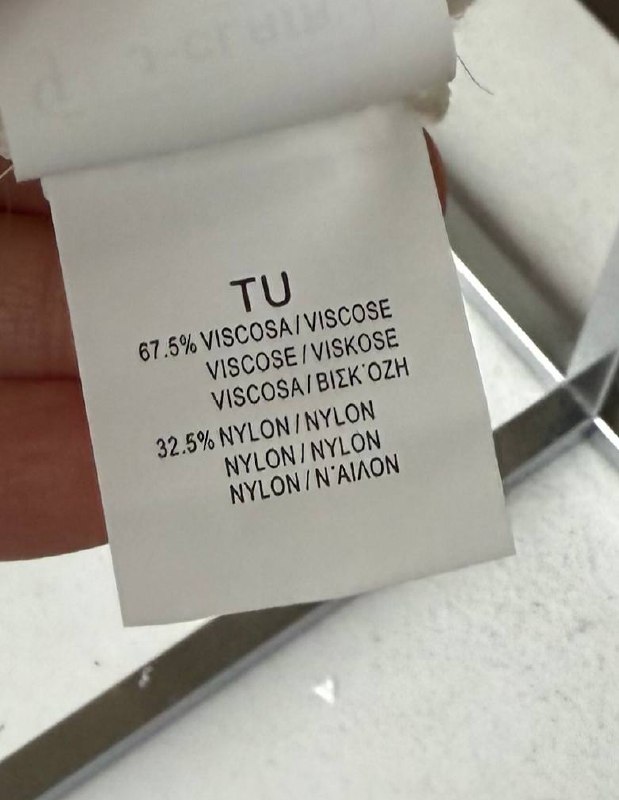 TU
67.5% VISCOSA/VISCOSE
VISCOSE/VISKOSE
VISCOSA/ΒΙΣΚ΄ΟΖΗ
32.5% NYLON/NYLON
NYLON/NYLON
NYLON/Ν΄ΑΙΛΟΝ